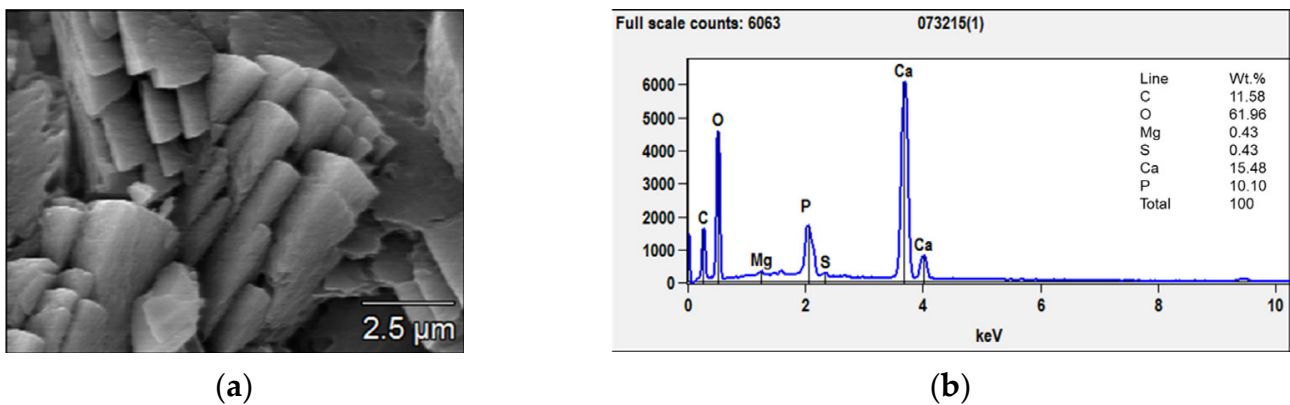 2.5 μm
(a)
Full scale counts: 6063 073215(1)
6000
5000
4000
3000
2000
1000
0
C
O
Mg
P
S
Ca
Ca
0 2 4 6 8 10
keV
Line Wt.%
C 11.58
O 61.96
Mg 0.43
S 0.43
Ca 15.48
P 10.10
Total 100
(b)